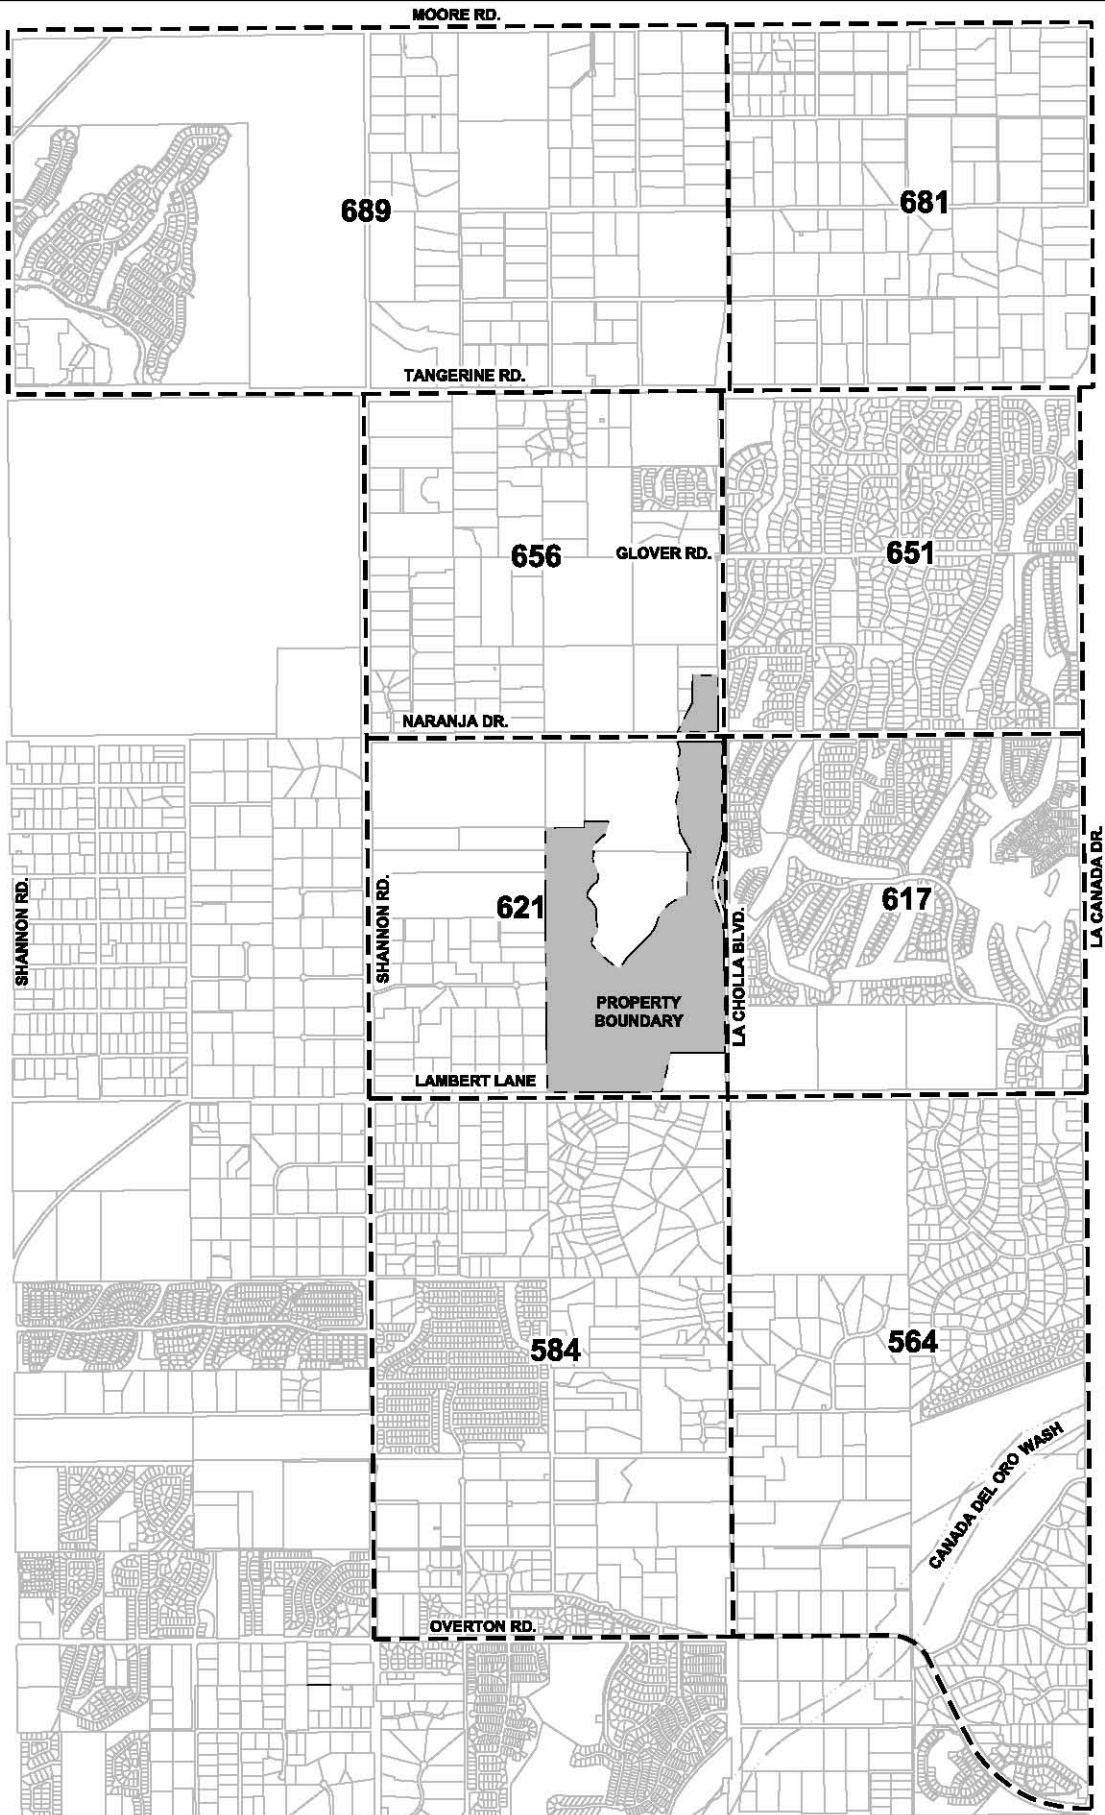 MOORE RD.
689
681
TANGERINE RD.
656
GLOVER RD.
651
NARANJA DR.
SHANNON RD.
SHANNON RD.
621
617
LA CANADA DR.
LA CHOLLA BLVD.
PROPERTY
BOUNDARY
LAMBERT LANE
584
564
CANADA DEL ORO WASH
OVERTON RD.